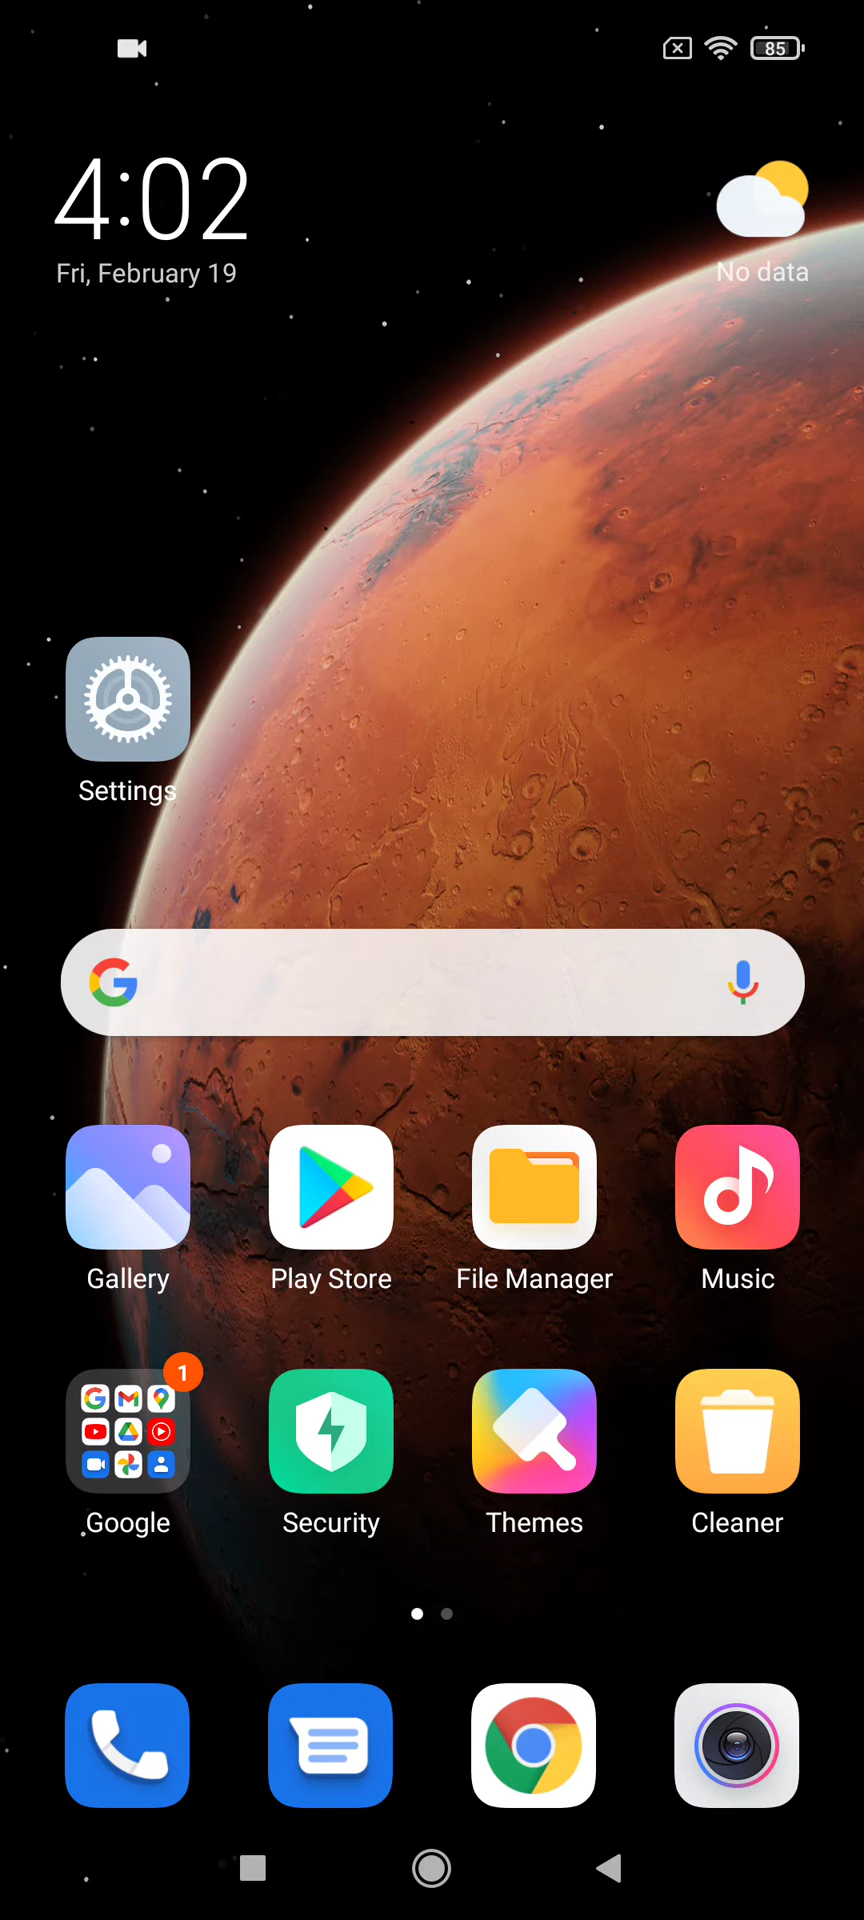 85
4:02
Fri, February 19
No data
Settings
Gallery
Play Store
File Manager
Music
1
Google
Security
Themes
Cleaner